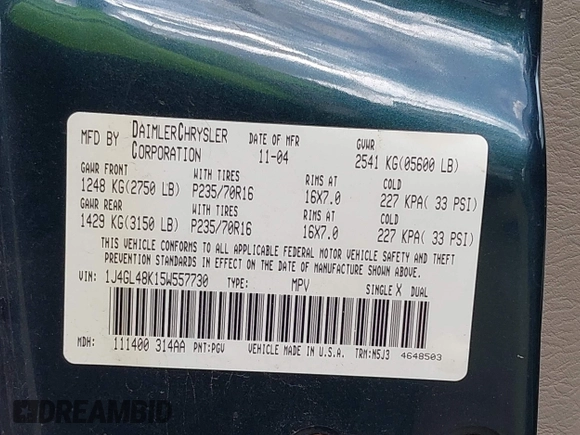 MFD BY DAIMLERCHRYSLER CORPORATION DATE OF MFR 11-04 GVWR 2541 KG(05600 LB)
GAWR FRONT WITH TIRES RIMS AT COLD
1248 KG(2750 LB) P235/70R16 16X7.0 227 KPA( 33 PSI)
GAWR REAR WITH TIRES RIMS AT COLD
1429 KG(3150 LB) P235/70R16 16X7.0 227 KPA( 33 PSI)
THIS VEHICLE CONFORMS TO ALL APPLICABLE FEDERAL MOTOR VEHICLE SAFETY AND THEFT
PREVENTION STANDARDS IN EFFECT ON THE DATE OF MANUFACTURE SHOWN ABOVE.
VIN: 1J4GL48K15W557730 TYPE: MPV SINGLE X DUAL
MDH: 111400 314AA PNT:PGV VEHICLE MADE IN U.S.A. TRM:N5J3 4648503
DREAMBID